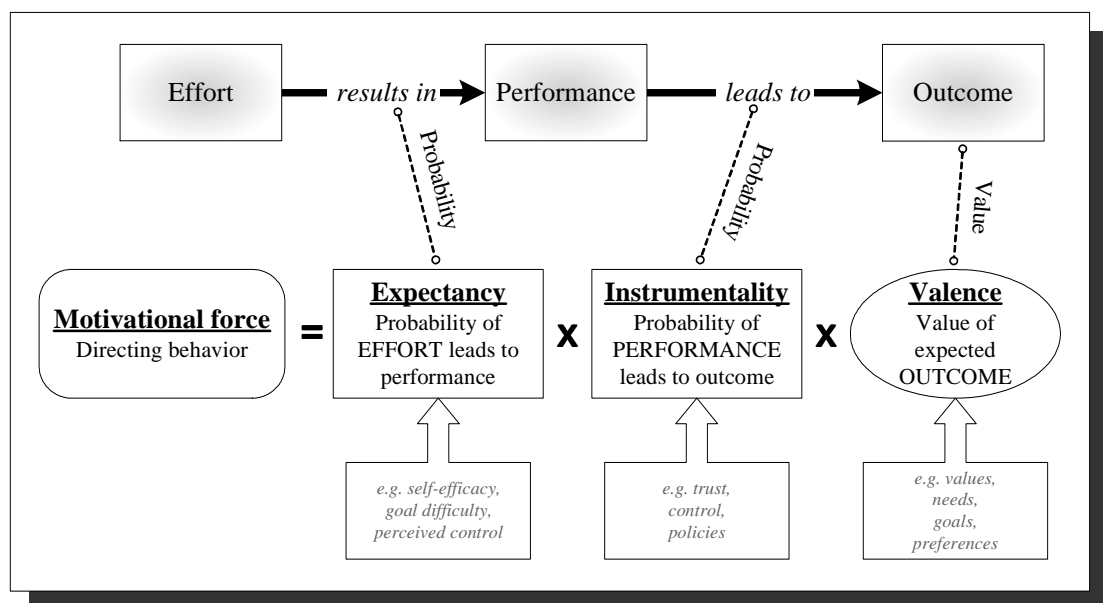 Effort
results in
Performance
leads to
Outcome
Probability
Probability
Value
Motivational force
Directing behavior
=
Expectancy
Probability of
EFFORT leads to
performance
x
Instrumentality
Probability of
PERFORMANCE
leads to outcome
x
Valence
Value of
expected
OUTCOME
e.g. self-efficacy,
goal difficulty,
perceived control
e.g. trust,
control,
policies
e.g. values,
needs,
goals,
preferences